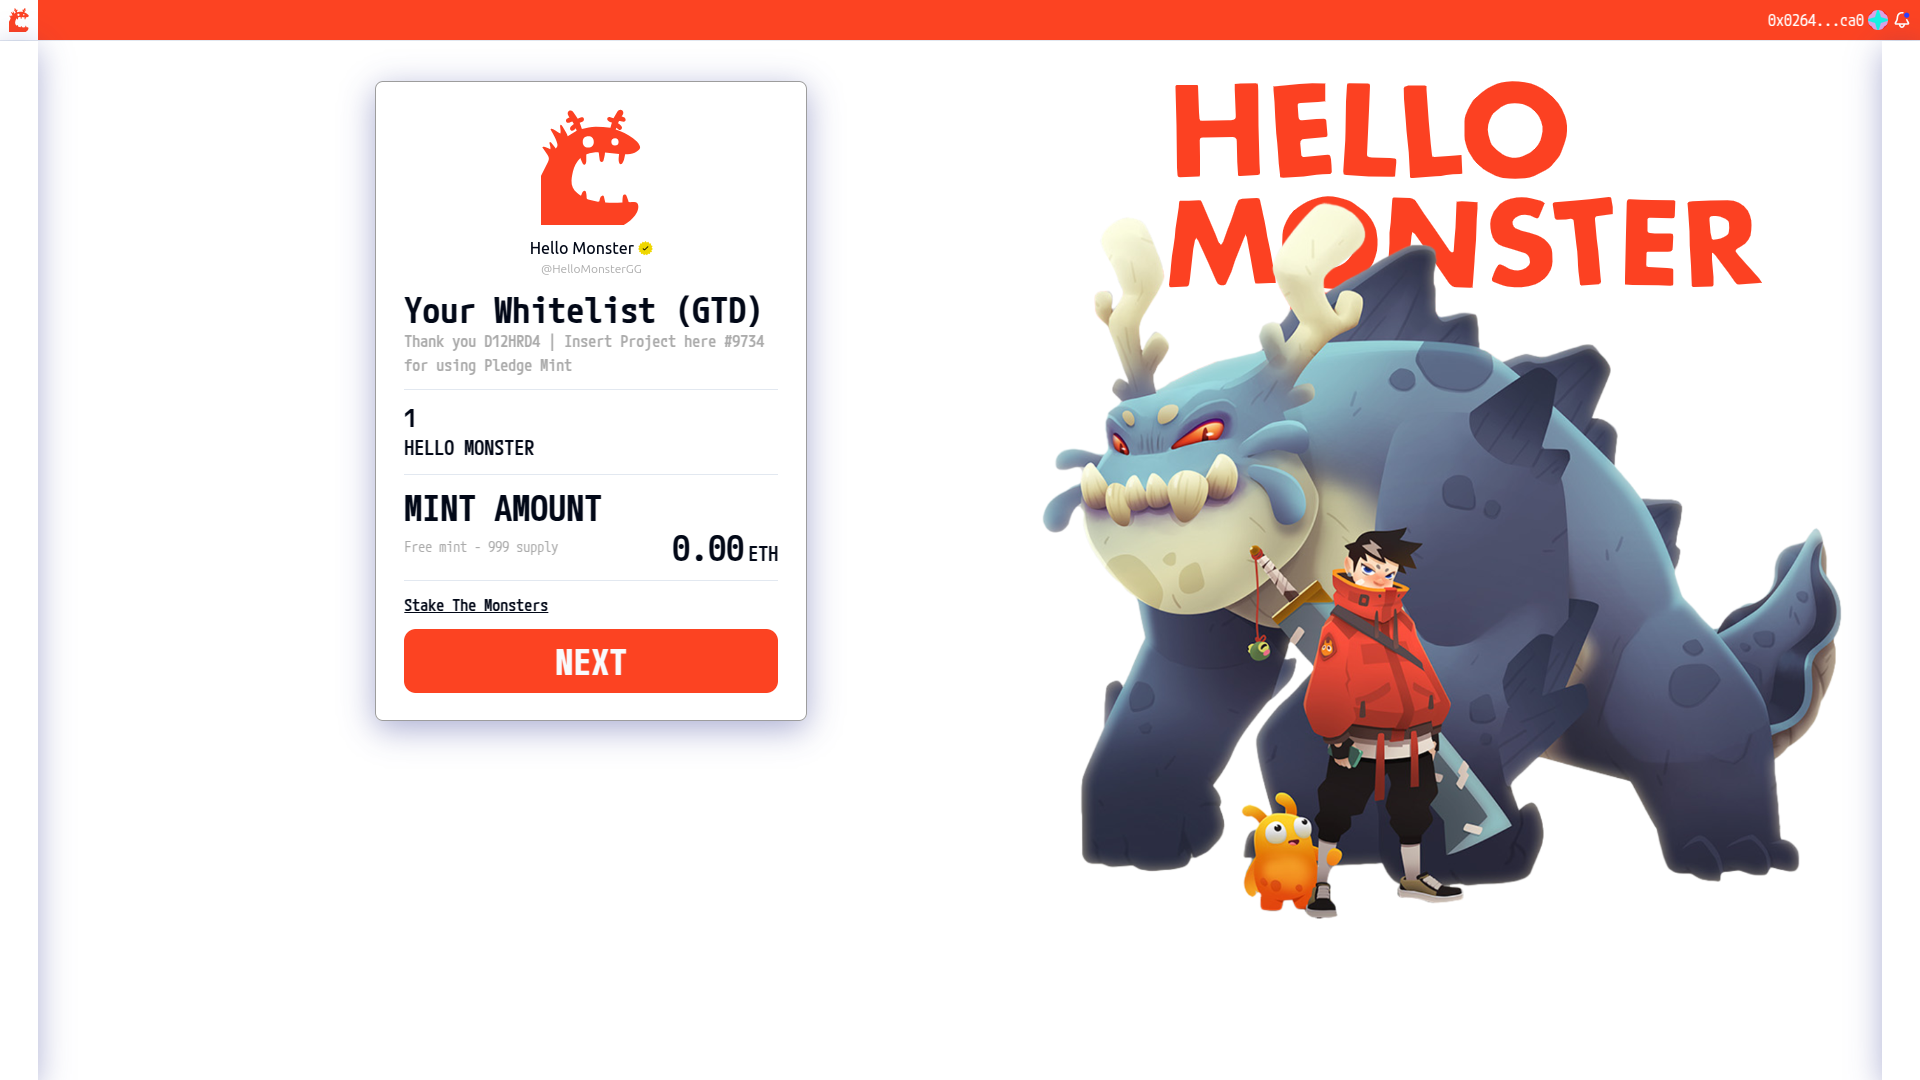 0x0264...ca0
HELLO
MONSTER
Hello Monster
@HelloMonsterGG
Your Whitelist (GTD)
Thank you D12HRD4 | Insert Project here #9734
for using Pledge Mint
1
HELLO MONSTER
MINT AMOUNT
Free mint - 999 supply
0.00 ETH
Stake The Monsters
NEXT